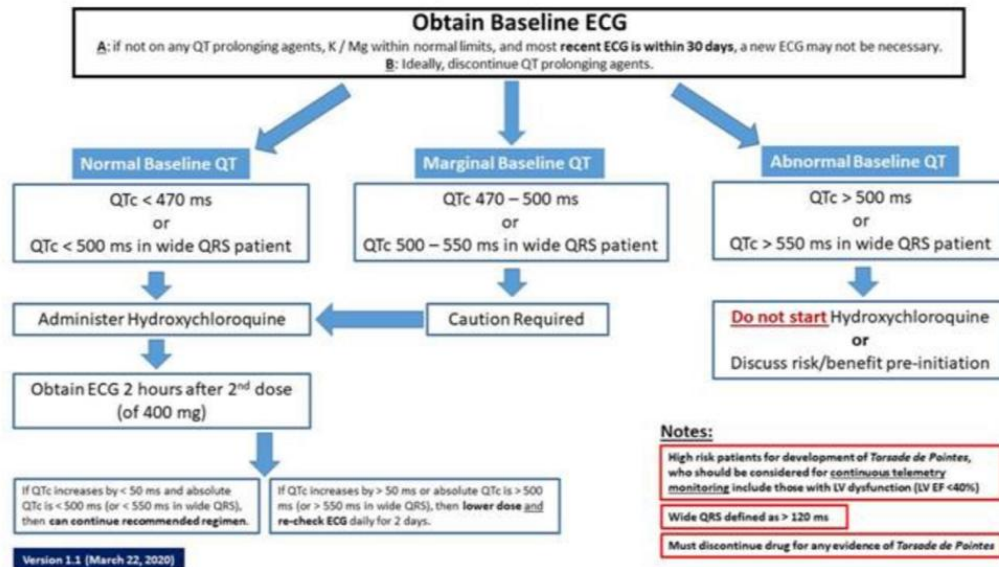 Obtain Baseline ECG
A: if not on any QT prolonging agents, K / Mg within normal limits, and most recent ECG is within 30 days, a new ECG may not be necessary.
B: Ideally, discontinue QT prolonging agents.
Normal Baseline QT
QTc < 470 ms
or
QTc < 500 ms in wide QRS patient
Administer Hydroxychloroquine
Obtain ECG 2 hours after 2nd dose
(of 400 mg)
If QTc increases by < 50 ms and absolute
QTc is < 500 ms (or < 550 ms in wide QRS),
then can continue recommended regimen.
If QTc increases by > 50 ms or absolute QTc is > 500
ms (or > 550 ms in wide QRS), then lower dose and
re-check ECG daily for 2 days.
Marginal Baseline QT
QTc 470 – 500 ms
or
QTc 500 – 550 ms in wide QRS patient
Caution Required
Abnormal Baseline QT
QTc > 500 ms
or
QTc > 550 ms in wide QRS patient
Do not start Hydroxychloroquine
or
Discuss risk/benefit pre-initiation
Notes:
High risk patients for development of Torsade de Pointes,
who should be considered for continuous telemetry
monitoring include those with LV dysfunction (LV EF <40%)
Wide QRS defined as > 120 ms
Must discontinue drug for any evidence of Torsade de Pointes
Version 1.1 (March 22, 2020)